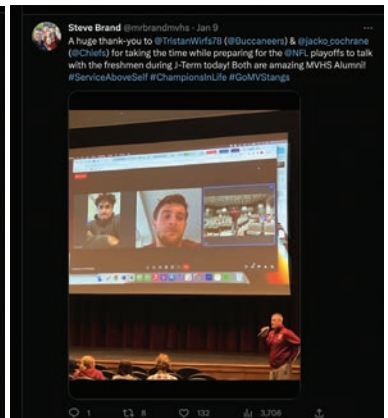 Steve Brand @mrbrandmvhs · Jan 9
A huge thank-you to @TristanWirfs78 (@Buccaneers) & @jacko_cochrane
(@Chiefs) for taking the time while preparing for the @NFL playoffs to talk
with the freshmen during J-Term today! Both are amazing MVHS Alumni!
#ServiceAboveSelf #ChampionsInLife #GoMVStangs
1 8 132 3,708